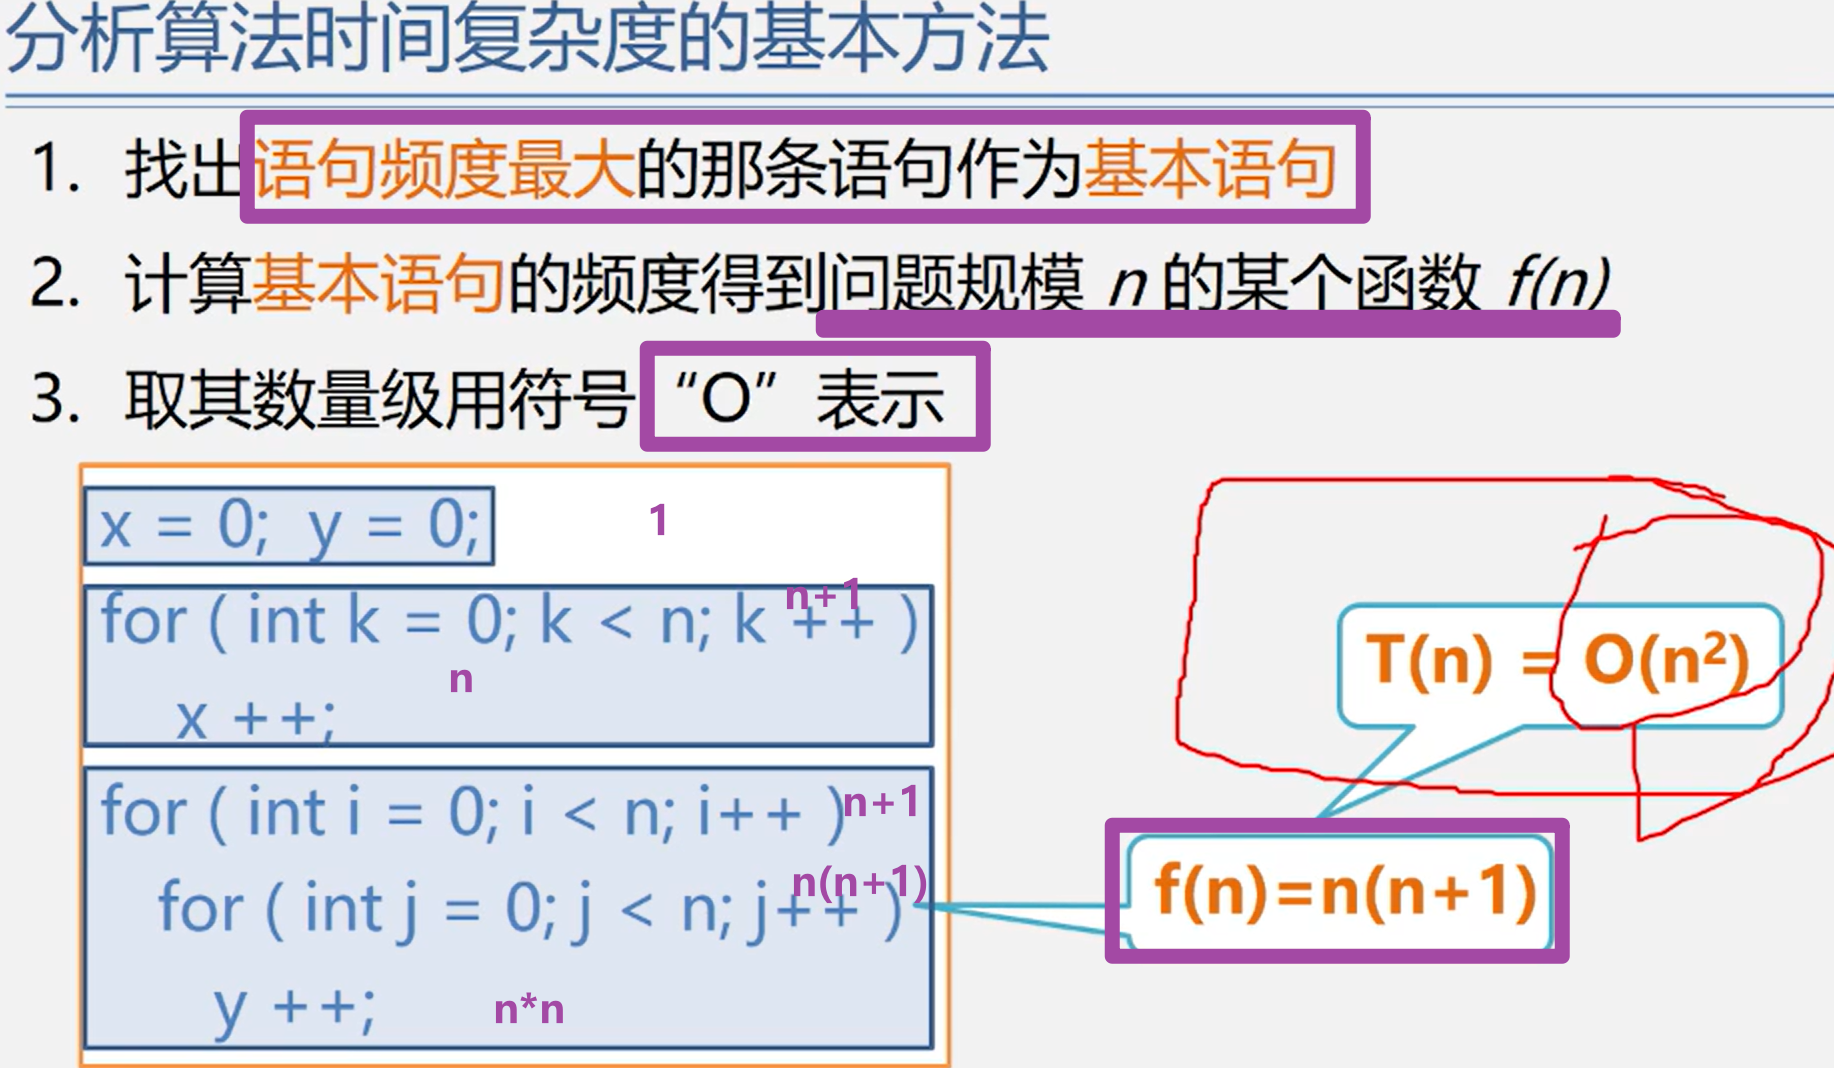 分析算法时间复杂度的基本方法
1. 找出语句频度最大的那条语句作为基本语句
2. 计算基本语句的频度得到问题规模 n 的某个函数 f(n)
3. 取其数量级用符号“O”表示
x = 0; y = 0; 1
for ( int k = 0; k < n; k ++ ) n+1
x ++; n
for ( int i = 0; i < n; i++ ) n+1
for ( int j = 0; j < n; j++ ) n(n+1)
y ++; n*n
T(n) = O(n²)
f(n)=n(n+1)